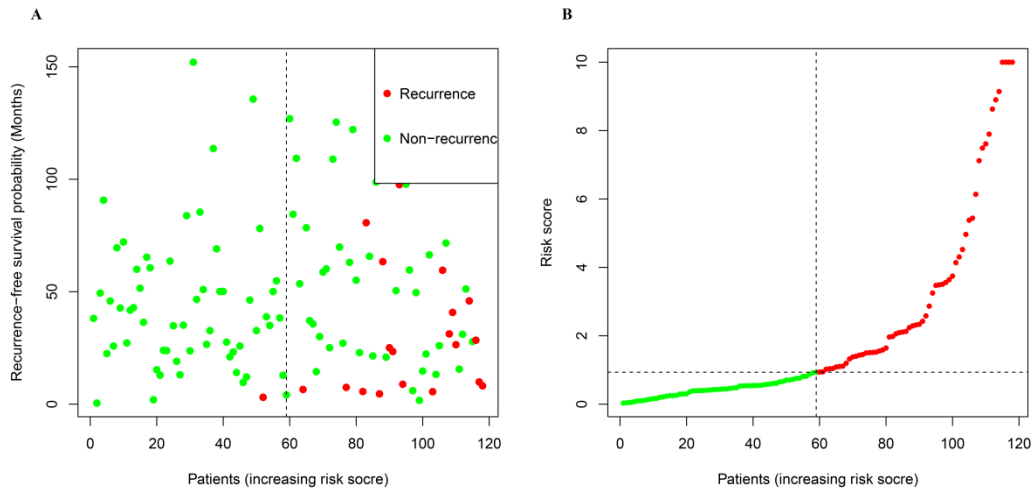 A
Recurrence-free survival probability (Months)
150
100
50
0
Recurrence
Non-recurrenc
0 20 40 60 80 100 120
Patients (increasing risk socre)
B
Risk score
10
8
6
4
2
0
0 20 40 60 80 100 120
Patients (increasing risk socre)